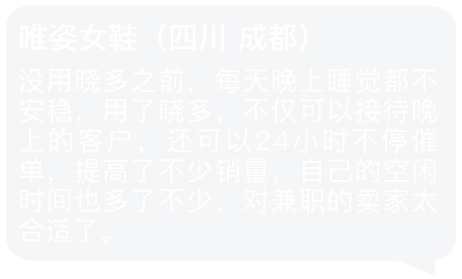 唯姿女鞋（四川 成都）
没用晓多之前，每天晚上睡觉都不
安稳，用了晓多，不仅可以接待晚
上的客户，还可以24小时不停催
单，提高了不少销量，自己的空闲
时间也多了不少，对兼职的卖家太
合适了。